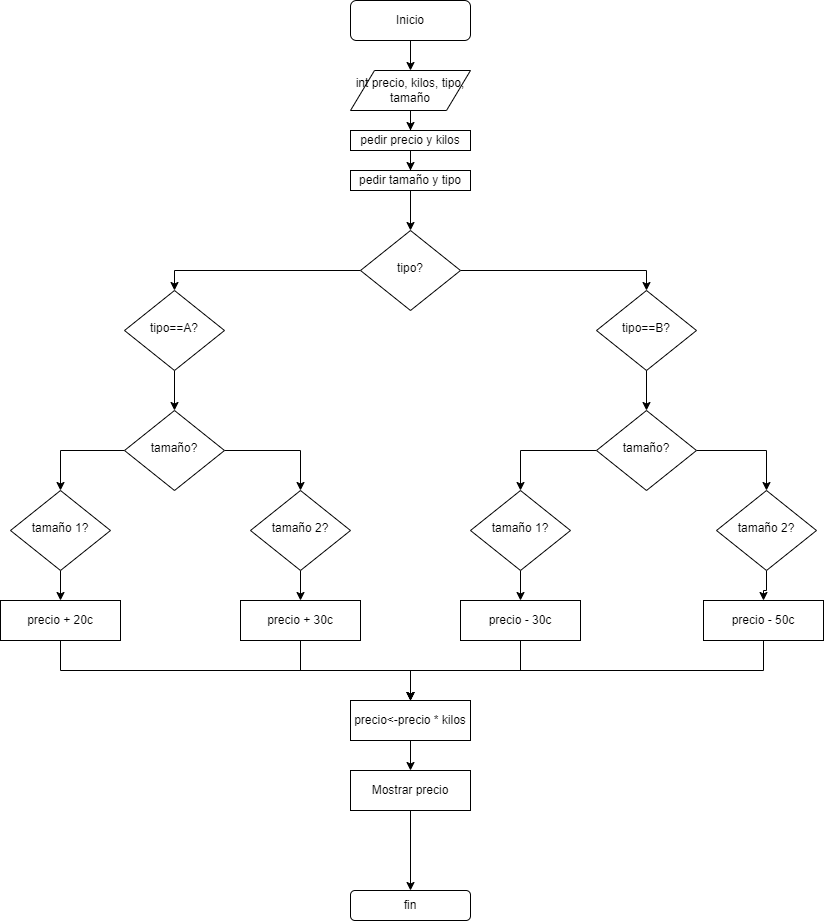 Inicio
int precio, kilos, tipo,
tamaño
pedir precio y kilos
pedir tamaño y tipo
tipo?
tipo==A?
tipo==B?
tamaño?
tamaño?
tamaño 1?
tamaño 2?
tamaño 1?
tamaño 2?
precio + 20c
precio + 30c
precio - 30c
precio - 50c
precio<-precio * kilos
Mostrar precio
fin